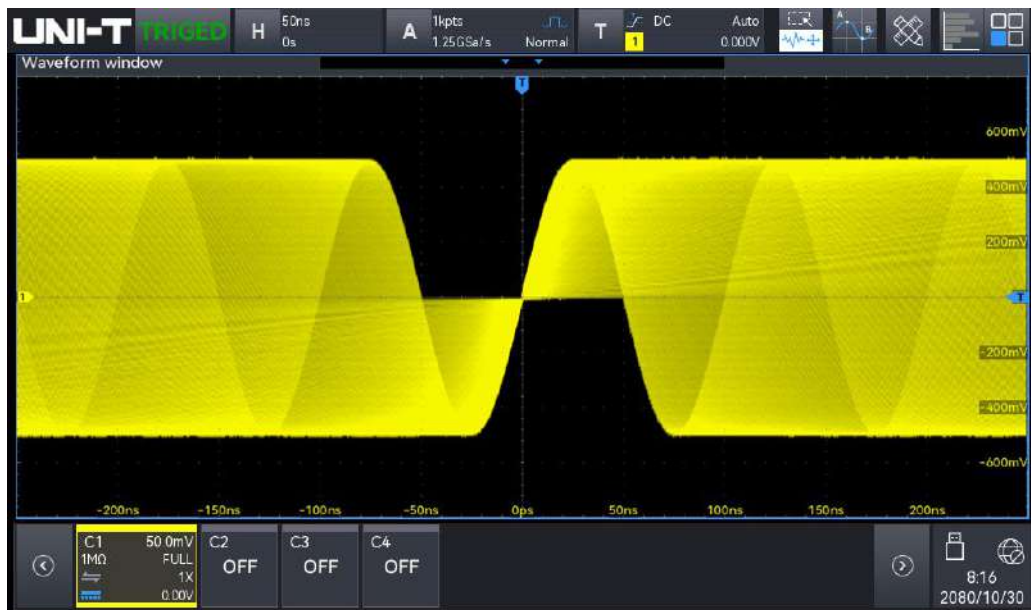 UNI-T TRIGED H 50ns 0s A 1kpts 1.25GSa/s Normal T DC 1 Auto 0.000V
Waveform window
T
600mV
400mV
200mV
1
T
-200mV
-400mV
-600mV
-200ns -150ns -100ns -50ns 0ps 50ns 100ns 150ns 200ns
C1 50.0mV C2 C3 C4
1MΩ FULL OFF OFF OFF
1X
0.00V
8:16
2080/10/30